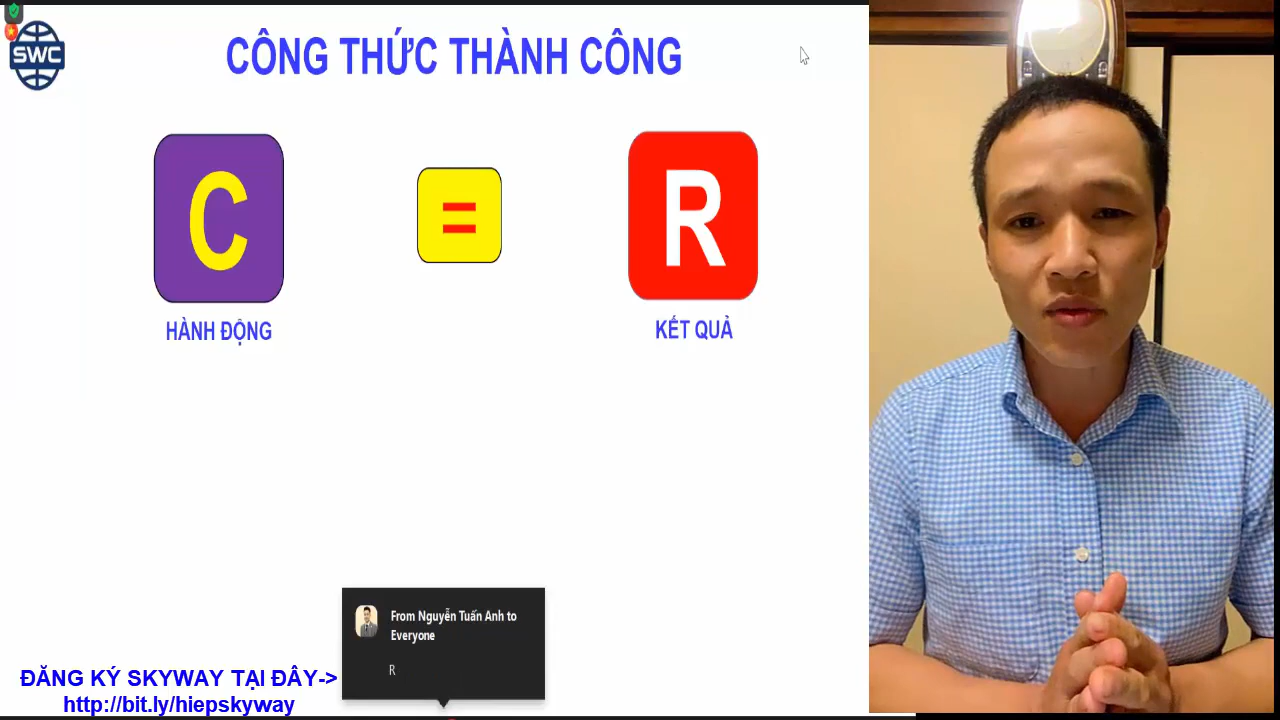 SWC
CÔNG THỨC THÀNH CÔNG
C
=
R
HÀNH ĐỘNG
KẾT QUẢ
From Nguyễn Tuấn Anh to
Everyone
R
ĐĂNG KÝ SKYWAY TẠI ĐÂY->
http://bit.ly/hiepskyway